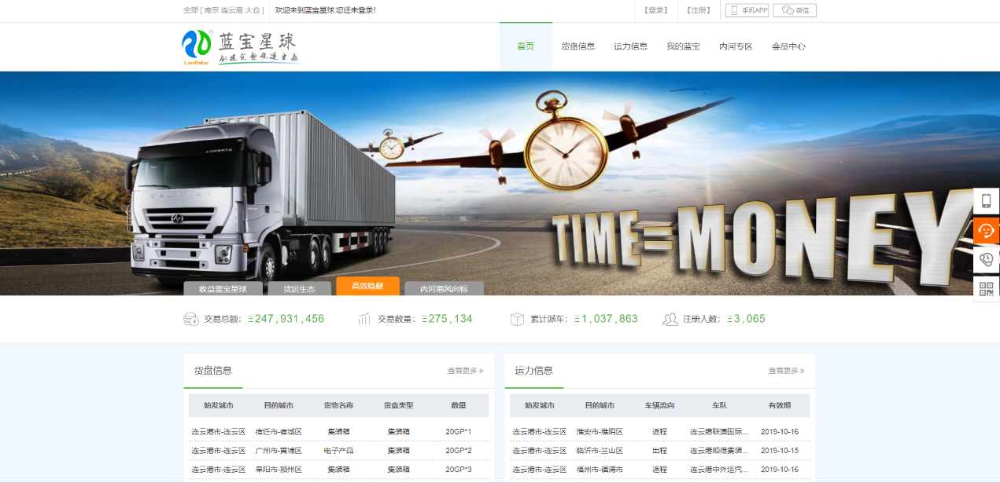 全部 [ 南京 连云港 太仓 ] 欢迎来到蓝宝星球,您还未登录! 【登录】 【注册】 手机APP 微信
蓝宝星球
LanBstar
首页 货盘信息 运力信息 我的蓝宝 内河专区 会员中心
TIME=MONEY
收益蓝宝星球 货运生态 高效稳健 内河港风向标
交易总额: 247,931,456 交易数量: 275,134 累计派车: 1,037,863 注册人数: 3,065
货盘信息 查看更多 »
始发城市 目的城市 货物名称 货盘类型 数量
连云港市-连云区 宿迁市-宿城区 集装箱 集装箱 20GP*1
连云港市-连云区 广州市-黄埔区 电子产品 集装箱 20GP*2
连云港市-连云区 阜阳市-颍州区 集装箱 集装箱 20GP*3
运力信息 查看更多 »
始发城市 目的城市 车辆流向 车队 有效期
连云港市-连云区 淮安市-淮阴区 返程 连云港联澳国际... 2019-10-16
连云港市-连云区 临沂市-兰山区 出程 连云港顺得集装... 2019-10-15
连云港市-连云区 福州市-福清市 返程 连云港中外运汽... 2019-10-16